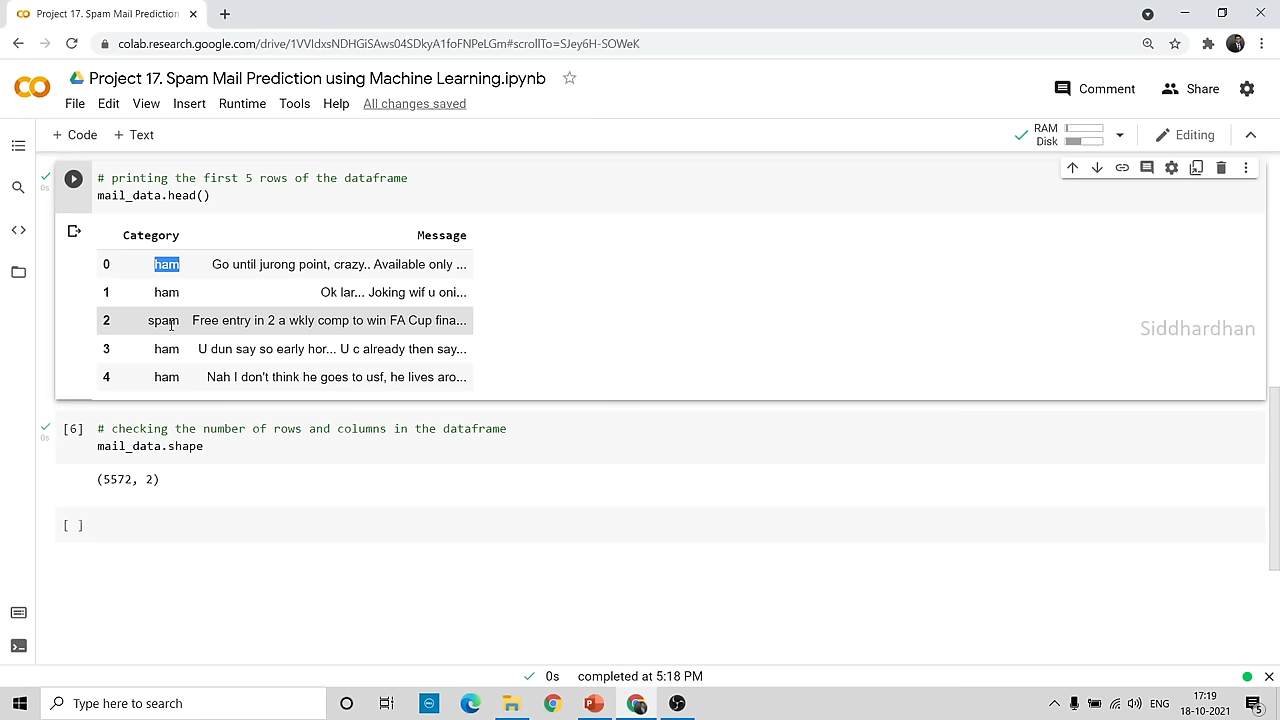 Project 17. Spam Mail Prediction
colab.research.google.com/drive/1VVIdxsNDHGiSAws04SDkyA1foFNPeLGm#scrollTo=SJey6H-SOWeK
Project 17. Spam Mail Prediction using Machine Learning.ipynb
File Edit View Insert Runtime Tools Help All changes saved
Comment Share
+ Code + Text
RAM
Disk
Editing
# printing the first 5 rows of the dataframe
mail_data.head()
0s
Category Message
0 ham Go until jurong point, crazy.. Available only ...
1 ham Ok lar... Joking wif u oni...
2 spam Free entry in 2 a wkly comp to win FA Cup fina...
3 ham U dun say so early hor... U c already then say...
4 ham Nah I don't think he goes to usf, he lives aro...
Siddhardhan
[6] # checking the number of rows and columns in the dataframe
0s
mail_data.shape
(5572, 2)
[ ]
0s completed at 5:18 PM
Type here to search
ENG
17:19
18-10-2021
5